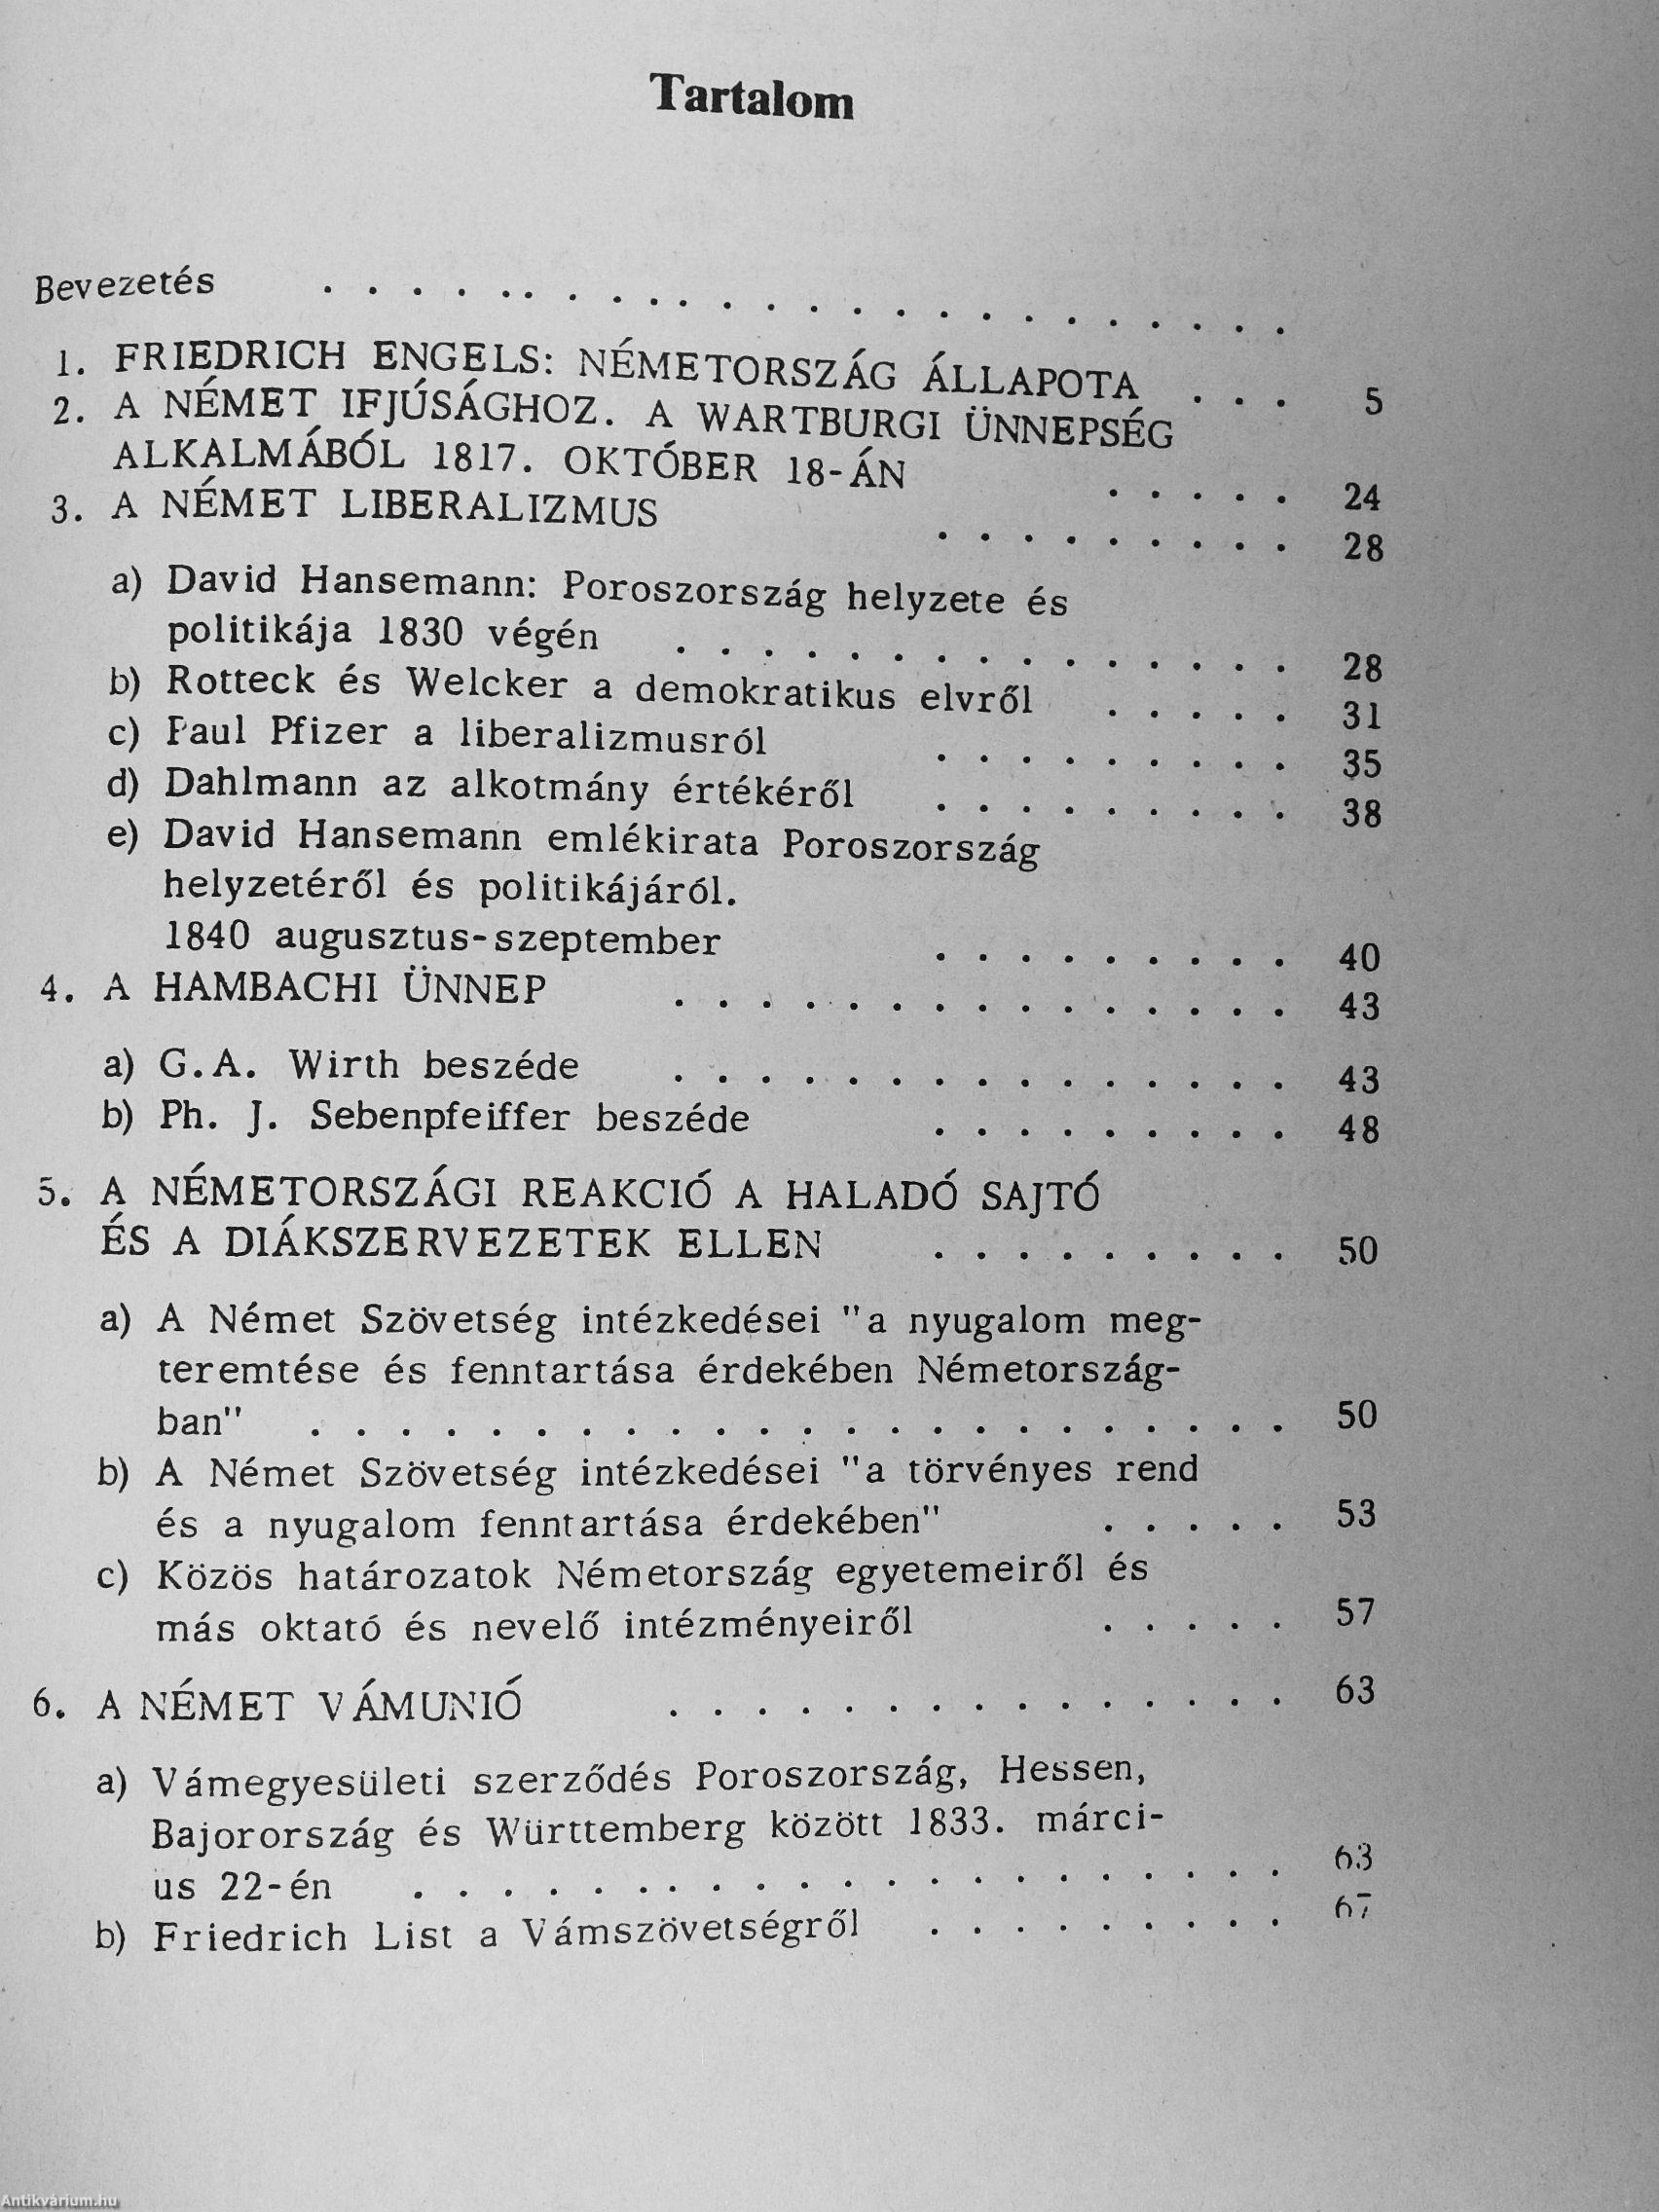 Tartalom
Bevezetés . . . . . . . . . . . . . . . . . . . . . . . .
1. FRIEDRICH ENGELS: NÉMETORSZÁG ÁLLAPOTA . . . 5
2. A NÉMET IFJÚSÁGHOZ. A WARTBURGI ÜNNEPSÉG
ALKALMÁBÓL 1817. OKTÓBER 18-ÁN . . . . . 24
3. A NÉMET LIBERALIZMUS . . . . . . . . . 28
a) David Hansemann: Poroszország helyzete és
politikája 1830 végén . . . . . . . . . . . . . . . 28
b) Rotteck és Welcker a demokratikus elvről . . . . . 31
c) Paul Pfizer a liberalizmusról . . . . . . . . . 35
d) Dahlmann az alkotmány értékéről . . . . . . . . . 38
e) David Hansemann emlékirata Poroszország
helyzetéről és politikájáról.
1840 augusztus-szeptember . . . . . . . . . 40
4. A HAMBACHI ÜNNEP . . . . . . . . . . . . . . . 43
a) G.A. Wirth beszéde . . . . . . . . . . . . . . . 43
b) Ph. J. Sebenpfeiffer beszéde . . . . . . . . . 48
5. A NÉMETORSZÁGI REAKCIÓ A HALADÓ SAJTÓ
ÉS A DIÁKSZERVEZETEK ELLEN . . . . . . . . . 50
a) A Német Szövetség intézkedései "a nyugalom meg-
teremtése és fenntartása érdekében Németország-
ban" . . . . . . . . . . . . . . . . . . . . . . . 50
b) A Német Szövetség intézkedései "a törvényes rend
és a nyugalom fenntartása érdekében" . . . . . 53
c) Közös határozatok Németország egyetemeiről és
más oktató és nevelő intézményeiről . . . . . 57
6. A NÉMET VÁMUNIÓ . . . . . . . . . . . . . . . 63
a) Vámegyesületi szerződés Poroszország, Hessen,
Bajorország és Württemberg között 1833. márci-
us 22-én . . . . . . . . . . . . . . . . . . . . 63
b) Friedrich List a Vámszövetségről . . . . . . . . . 67
Antikvárium.hu